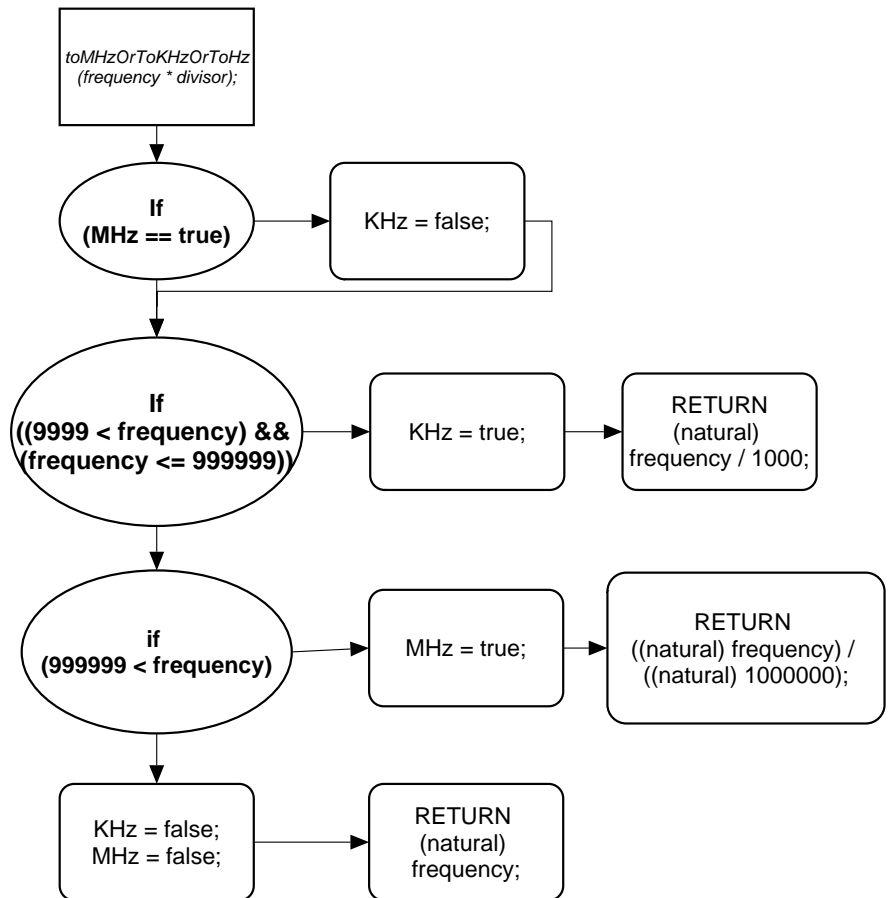 toMHzOrToKHzOrToHz
(frequency * divisor);
If
(MHz == true)
KHz = false;
If
((9999 < frequency) &&
(frequency <= 999999))
KHz = true;
RETURN
(natural)
frequency / 1000;
if
(999999 < frequency)
MHz = true;
RETURN
((natural) frequency) /
((natural) 1000000);
KHz = false;
MHz = false;
RETURN
(natural)
frequency;